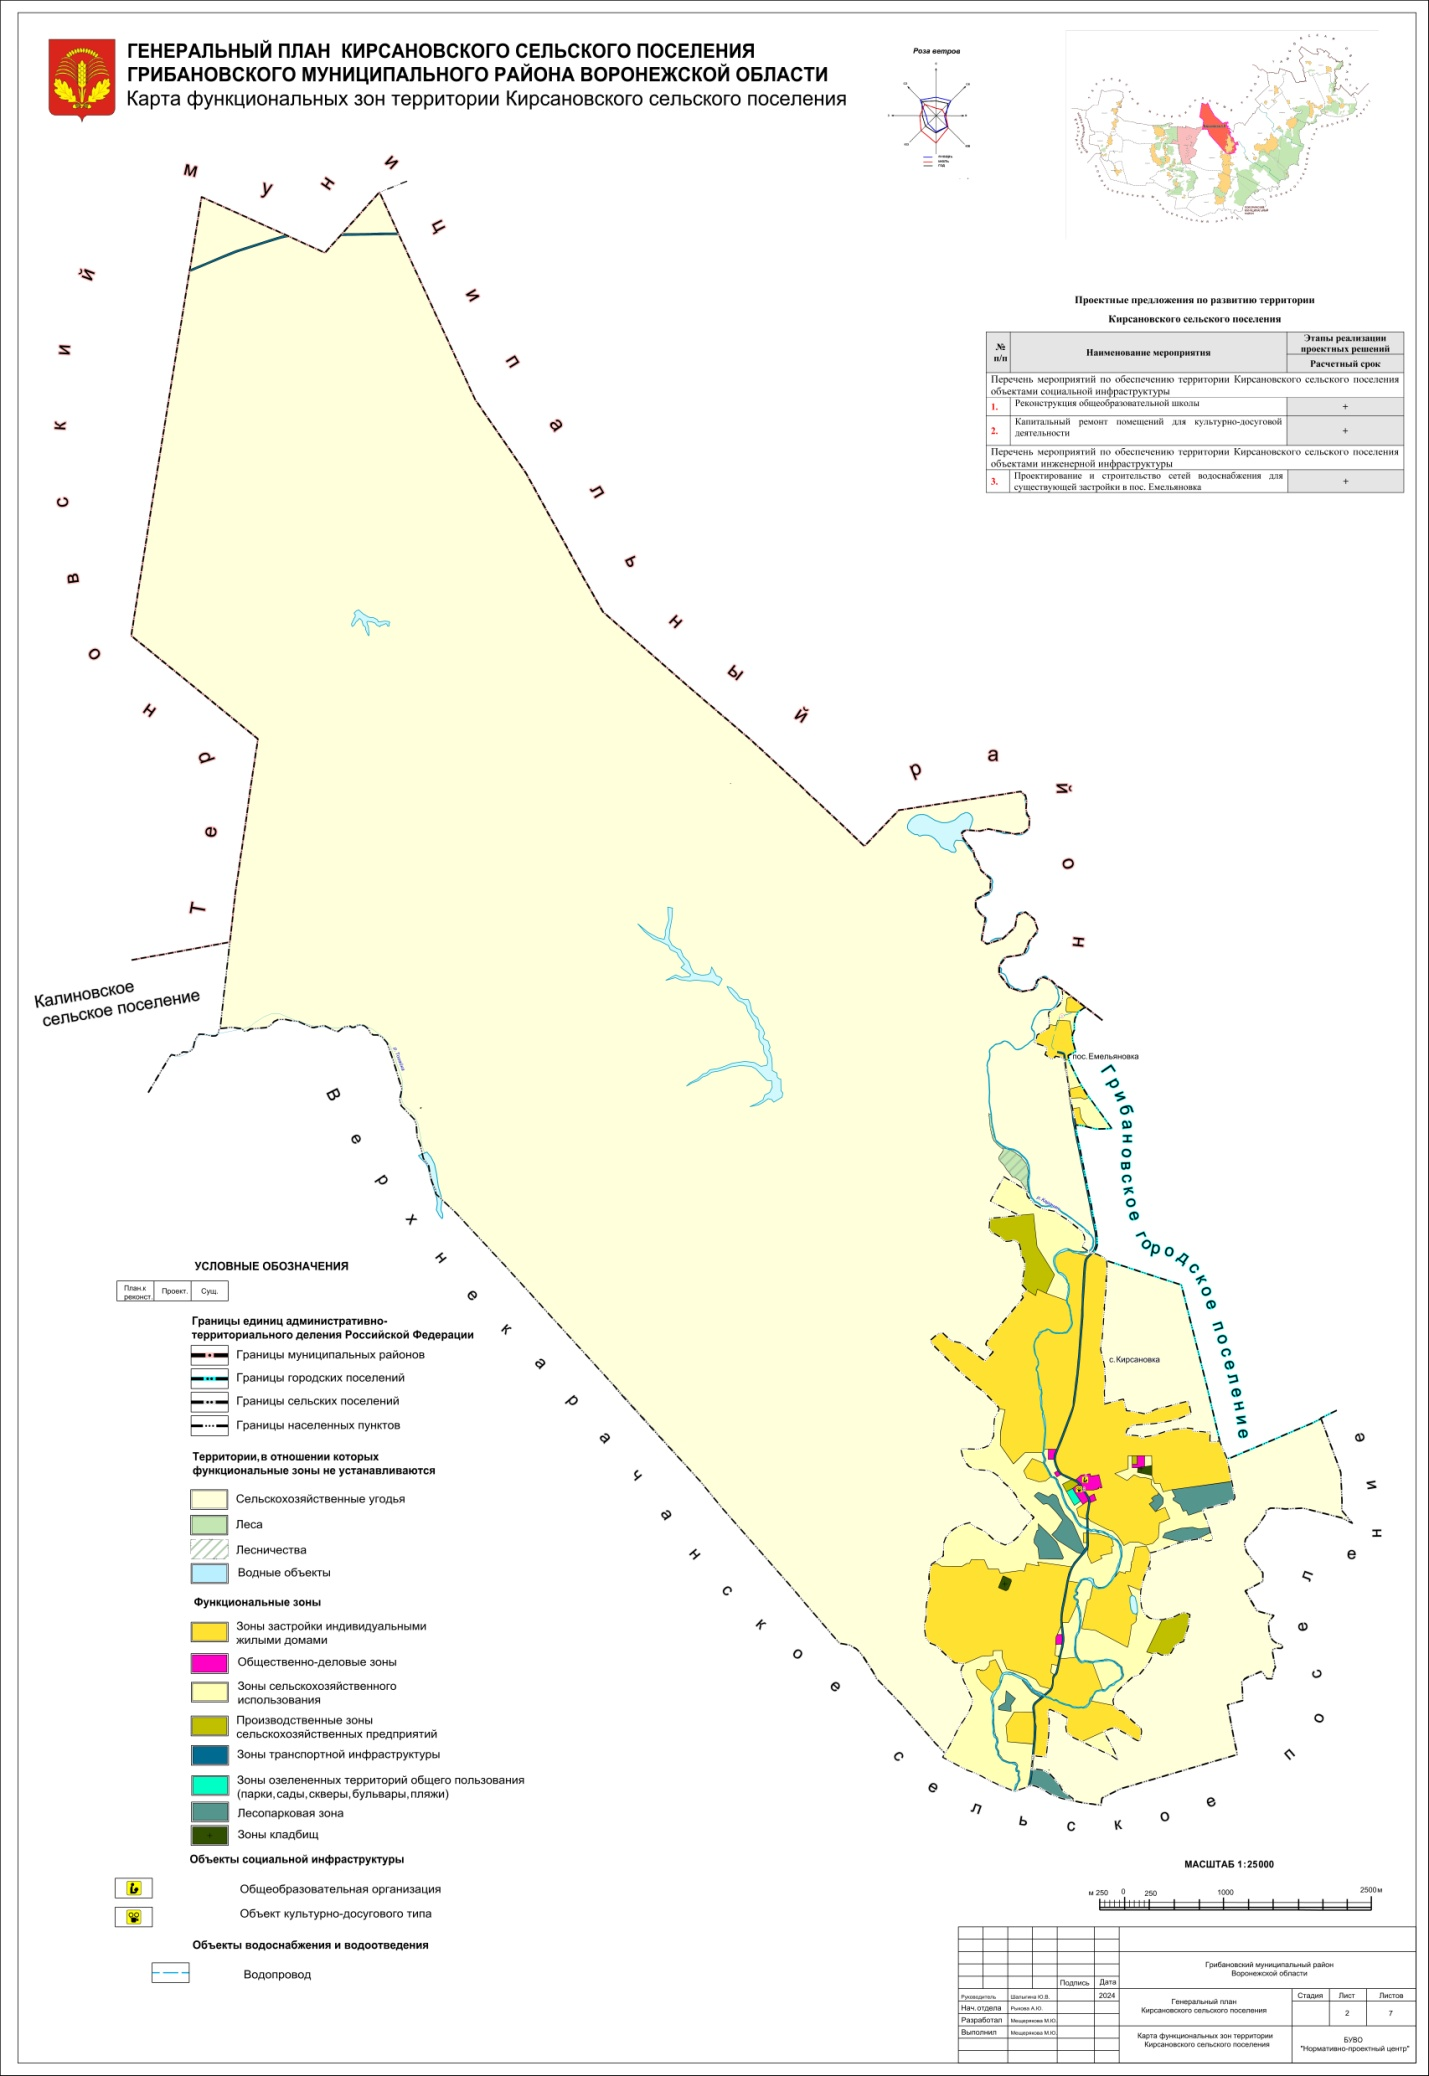 ГЕНЕРАЛЬНЫЙ ПЛАН КИРСАНОВСКОГО СЕЛЬСКОГО ПОСЕЛЕНИЯ
ГРИБАНОВСКОГО МУНИЦИПАЛЬНОГО РАЙОНА ВОРОНЕЖСКОЙ ОБЛАСТИ
Карта функциональных зон территории Кирсановского сельского поселения
Роза ветров
Терновский муниципальный район
Проектные предложения по развитию территории
Кирсановского сельского поселения
№ п/п
Наименование мероприятия
Этапы реализации
проектных решений
Расчетный срок
Перечень мероприятий по обеспечению территории Кирсановского сельского поселения
объектами социальной инфраструктуры
1. Реконструкция общеобразовательной школы +
2. Капитальный ремонт помещений для культурно-досуговой
деятельности +
Перечень мероприятий по обеспечению территории Кирсановского сельского поселения
объектами инженерной инфраструктуры
3. Проектирование и строительство сетей водоснабжения для
существующей застройки в пос. Емельяновка +
Калиновское
сельское поселение
пос. Емельяновка
Грибановское городское поселение
с.Кирсановка
Верхнекарачанское сельское поселение
УСЛОВНЫЕ ОБОЗНАЧЕНИЯ
План.к
реконст.
Проект.
Сущ.
Границы единиц административно-
территориального деления Российской Федерации
Границы муниципальных районов
Границы городских поселений
Границы сельских поселений
Границы населенных пунктов
Территории,в отношении которых
функциональные зоны не устанавливаются
Сельскохозяйственные угодья
Леса
Лесничества
Водные объекты
Функциональные зоны
Зоны застройки индивидуальными
жилыми домами
Общественно-деловые зоны
Зоны сельскохозяйственного
использования
Производственные зоны
сельскохозяйственных предприятий
Зоны транспортной инфраструктуры
Зоны озелененных территорий общего пользования
(парки,сады,скверы,бульвары,пляжи)
Лесопарковая зона
Зоны кладбищ
Объекты социальной инфраструктуры
Общеобразовательная организация
Объект культурно-досугового типа
Объекты водоснабжения и водоотведения
Водопровод
МАСШТАБ 1:25000
м 250 0 250 1000 2500м
Подпись Дата
Руководитель Шапыгина Ю.В. 2024
Нач.отдела Рыкова А.Ю.
Разработал Мещерякова М.Ю.
Выполнил Мещерякова М.Ю.
Грибановский муниципальный район
Воронежской области
Генеральный план
Кирсановского сельского поселения
Стадия Лист Листов
2 7
Карта функциональных зон территории
Кирсановского сельского поселения
БУВО
"Нормативно-проектный центр"